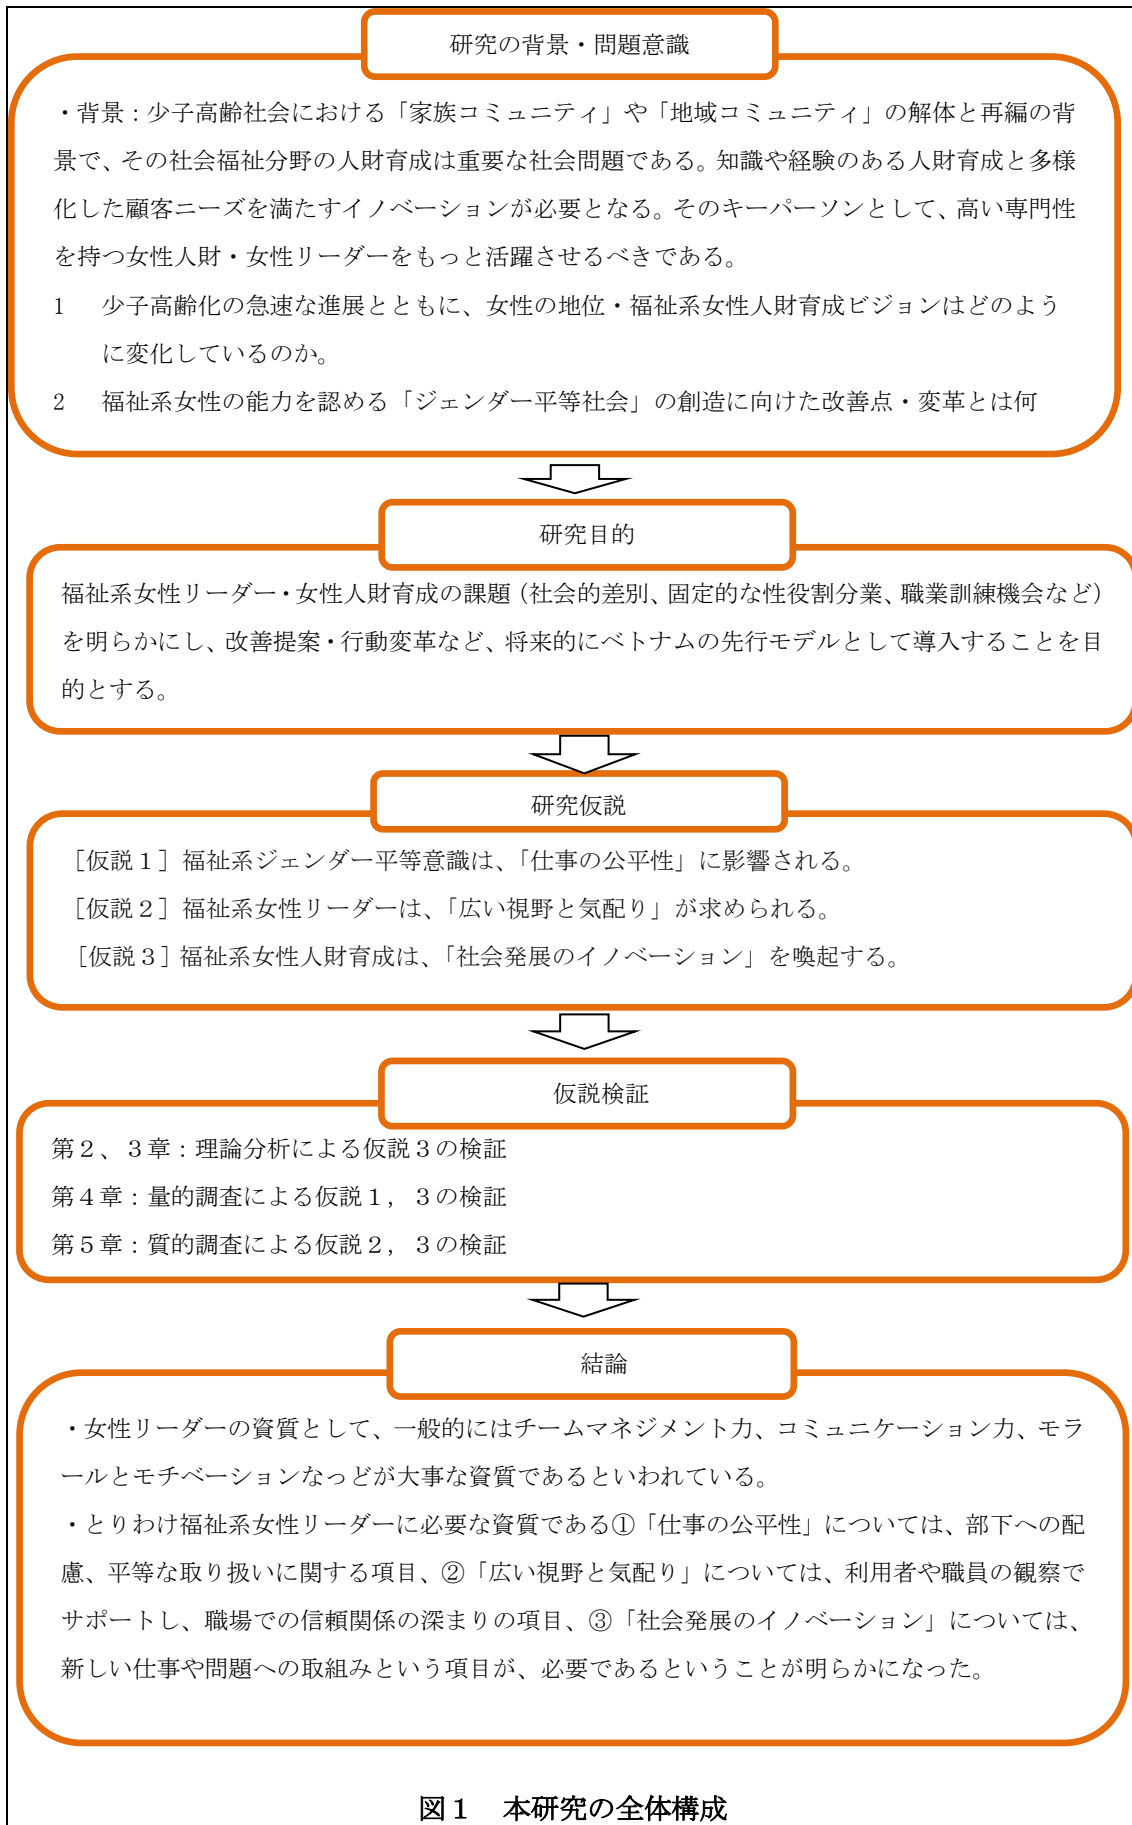 研究の背景・問題意識
・背景：少子高齢社会における「家族コミュニティ」や「地域コミュニティ」の解体と再編の背
景で、その社会福祉分野の人財育成は重要な社会問題である。知識や経験のある人財育成と多様
化した顧客ニーズを満たすイノベーションが必要となる。そのキーパーソンとして、高い専門性
を持つ女性人財・女性リーダーをもっと活躍させるべきである。
1　少子高齢化の急速な進展とともに、女性の地位・福祉系女性人財育成ビジョンはどのよう
に変化しているのか。
2　福祉系女性の能力を認める「ジェンダー平等社会」の創造に向けた改善点・変革とは何
研究目的
福祉系女性リーダー・女性人財育成の課題（社会的差別、固定的な性役割分業、職業訓練機会など）
を明らかにし、改善提案・行動変革など、将来的にベトナムの先行モデルとして導入することを目
的とする。
研究仮説
［仮説１］福祉系ジェンダー平等意識は、「仕事の公平性」に影響される。
［仮説２］福祉系女性リーダーは、「広い視野と気配り」が求められる。
［仮説３］福祉系女性人財育成は、「社会発展のイノベーション」を喚起する。
仮説検証
第２、３章：理論分析による仮説３の検証
第４章：量的調査による仮説１，３の検証
第５章：質的調査による仮説２，３の検証
結論
・女性リーダーの資質として、一般的にはチームマネジメント力、コミュニケーション力、モラ
ールとモチベーションなっどが大事な資質であるといわれている。
・とりわけ福祉系女性リーダーに必要な資質である①「仕事の公平性」については、部下への配
慮、平等な取り扱いに関する項目、②「広い視野と気配り」については、利用者や職員の観察で
サポートし、職場での信頼関係の深まりの項目、③「社会発展のイノベーション」については、
新しい仕事や問題への取組みという項目が、必要であるということが明らかになった。
図１　本研究の全体構成